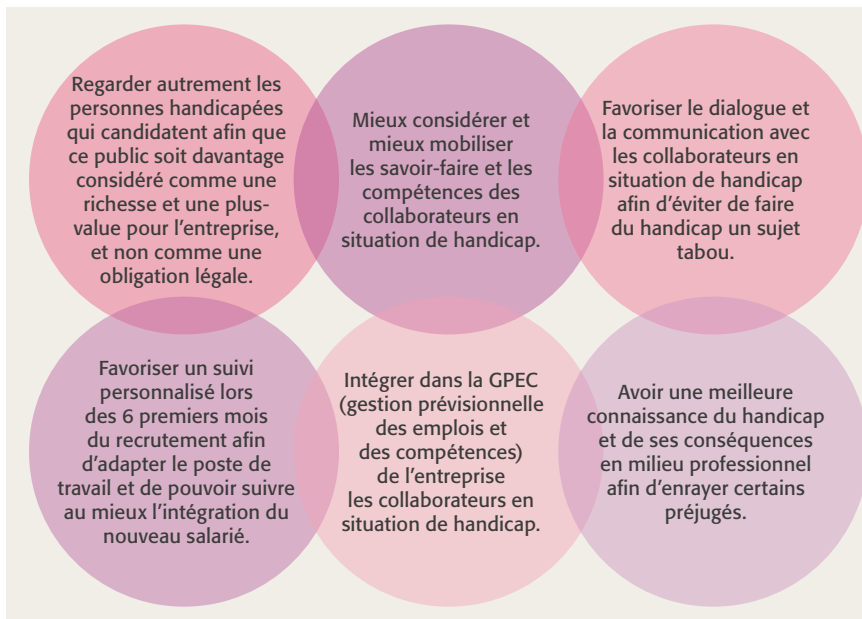 Regarder autrement les
personnes handicapées
qui candidatent afin que
ce public soit davantage
considéré comme une
richesse et une plus-
value pour l’entreprise,
et non comme une
obligation légale.
Mieux considérer et
mieux mobiliser
les savoir-faire et les
compétences des
collaborateurs en
situation de handicap.
Favoriser le dialogue et
la communication avec
les collaborateurs en
situation de handicap
afin d’éviter de faire
du handicap un sujet
tabou.
Favoriser un suivi
personnalisé lors
des 6 premiers mois
du recrutement afin
d’adapter le poste de
travail et de pouvoir suivre
au mieux l’intégration du
nouveau salarié.
Intégrer dans la GPEC
(gestion prévisionnelle
des emplois et
des compétences)
de l’entreprise
les collaborateurs en
situation de handicap.
Avoir une meilleure
connaissance du handicap
et de ses conséquences
en milieu professionnel
afin d’enrayer certains
préjugés.